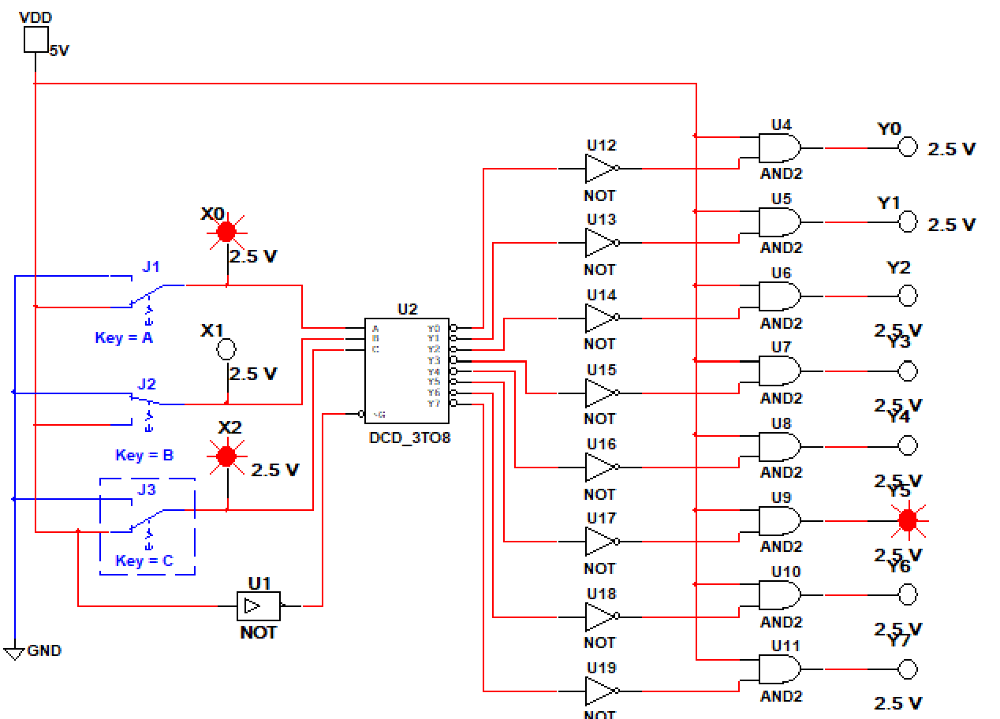 VDD
5V
X0
2.5 V
J1
Key = A
X1
2.5 V
J2
Key = B
X2
2.5 V
J3
Key = C
U1
NOT
GND
U2
A
B
C
~G
Y0
Y1
Y2
Y3
Y4
Y5
Y6
Y7
DCD_3TO8
U12
NOT
U13
NOT
U14
NOT
U15
NOT
U16
NOT
U17
NOT
U18
NOT
U19
NOT
U4
AND2
U5
AND2
U6
AND2
U7
AND2
U8
AND2
U9
AND2
U10
AND2
U11
AND2
Y0
2.5 V
Y1
2.5 V
Y2
2.5 V
Y3
2.5 V
Y4
2.5 V
Y5
2.5 V
Y6
2.5 V
Y7
2.5 V